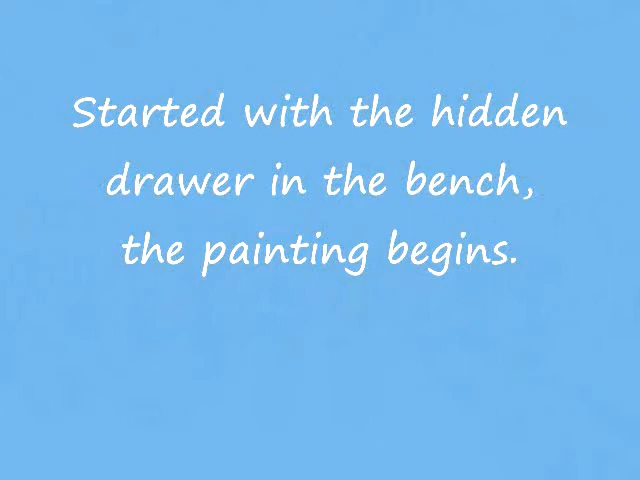 Started with the hidden
drawer in the bench,
the painting begins.